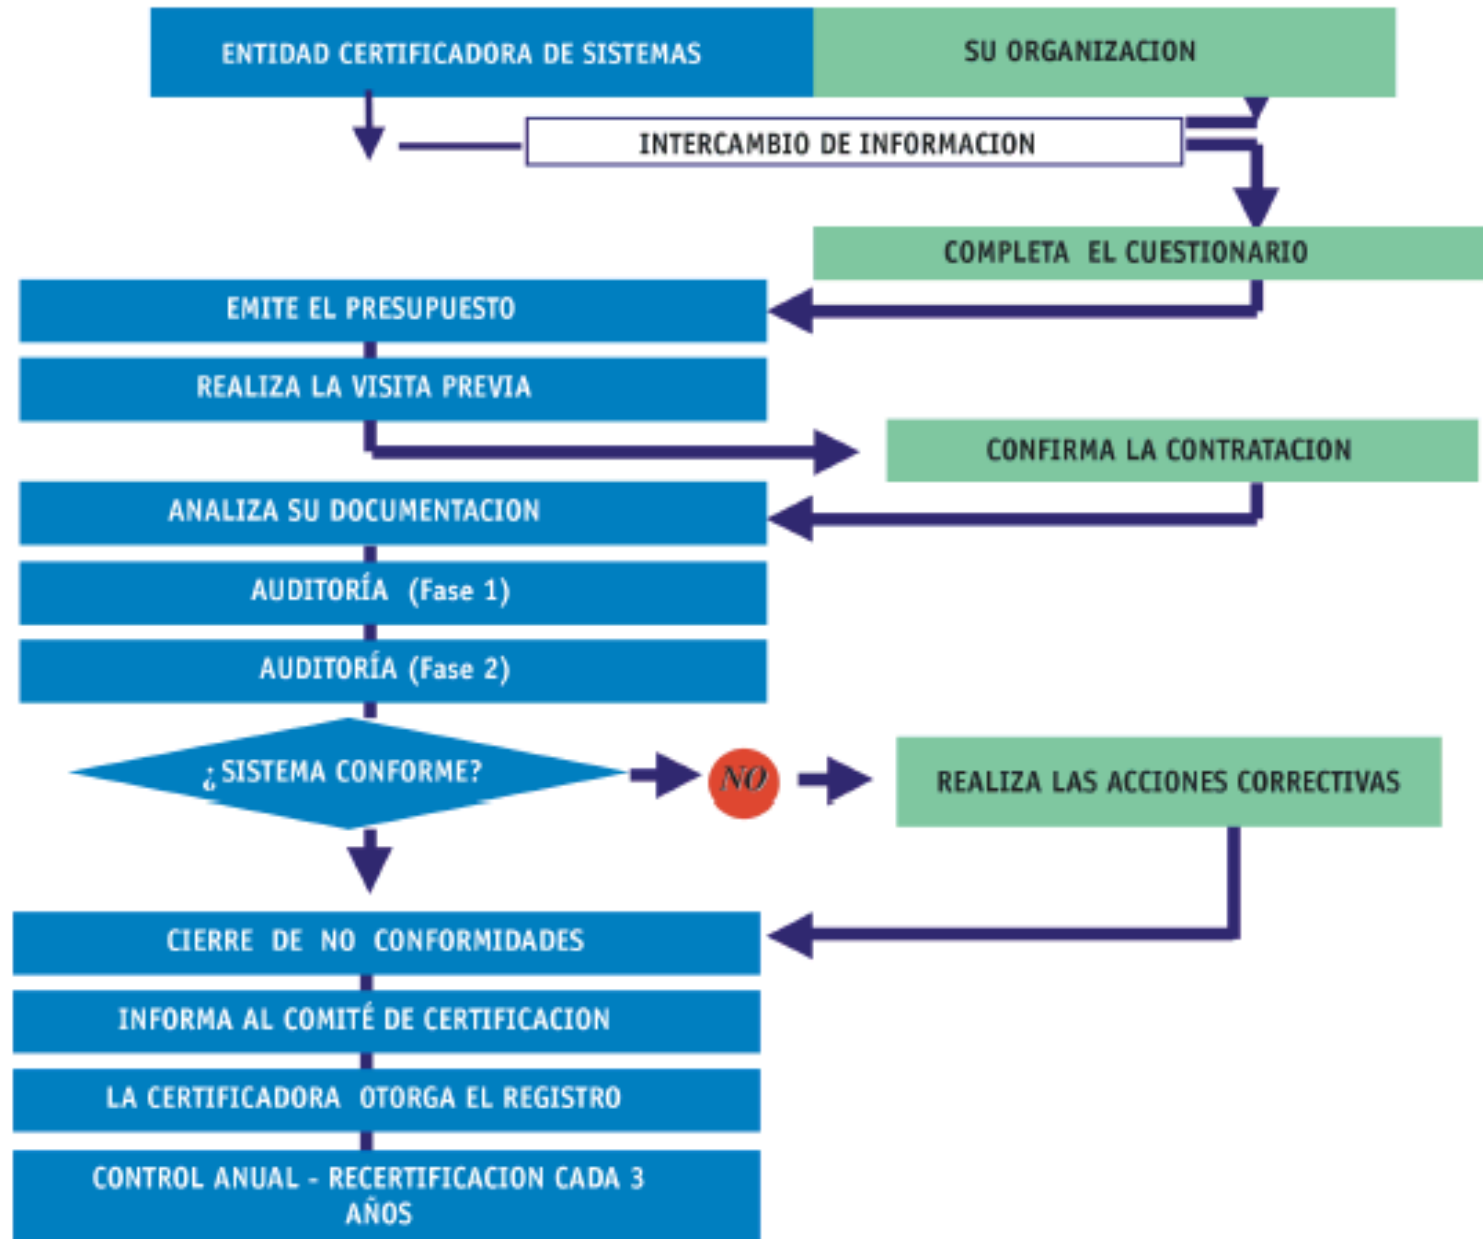 ENTIDAD CERTIFICADORA DE SISTEMAS
SU ORGANIZACION
INTERCAMBIO DE INFORMACION
COMPLETA EL CUESTIONARIO
EMITE EL PRESUPUESTO
REALIZA LA VISITA PREVIA
CONFIRMA LA CONTRATACION
ANALIZA SU DOCUMENTACION
AUDITORÍA (Fase 1)
AUDITORÍA (Fase 2)
¿SISTEMA CONFORME?
NO
REALIZA LAS ACCIONES CORRECTIVAS
CIERRE DE NO CONFORMIDADES
INFORMA AL COMITÉ DE CERTIFICACION
LA CERTIFICADORA OTORGA EL REGISTRO
CONTROL ANUAL - RECERTIFICACION CADA 3
AÑOS